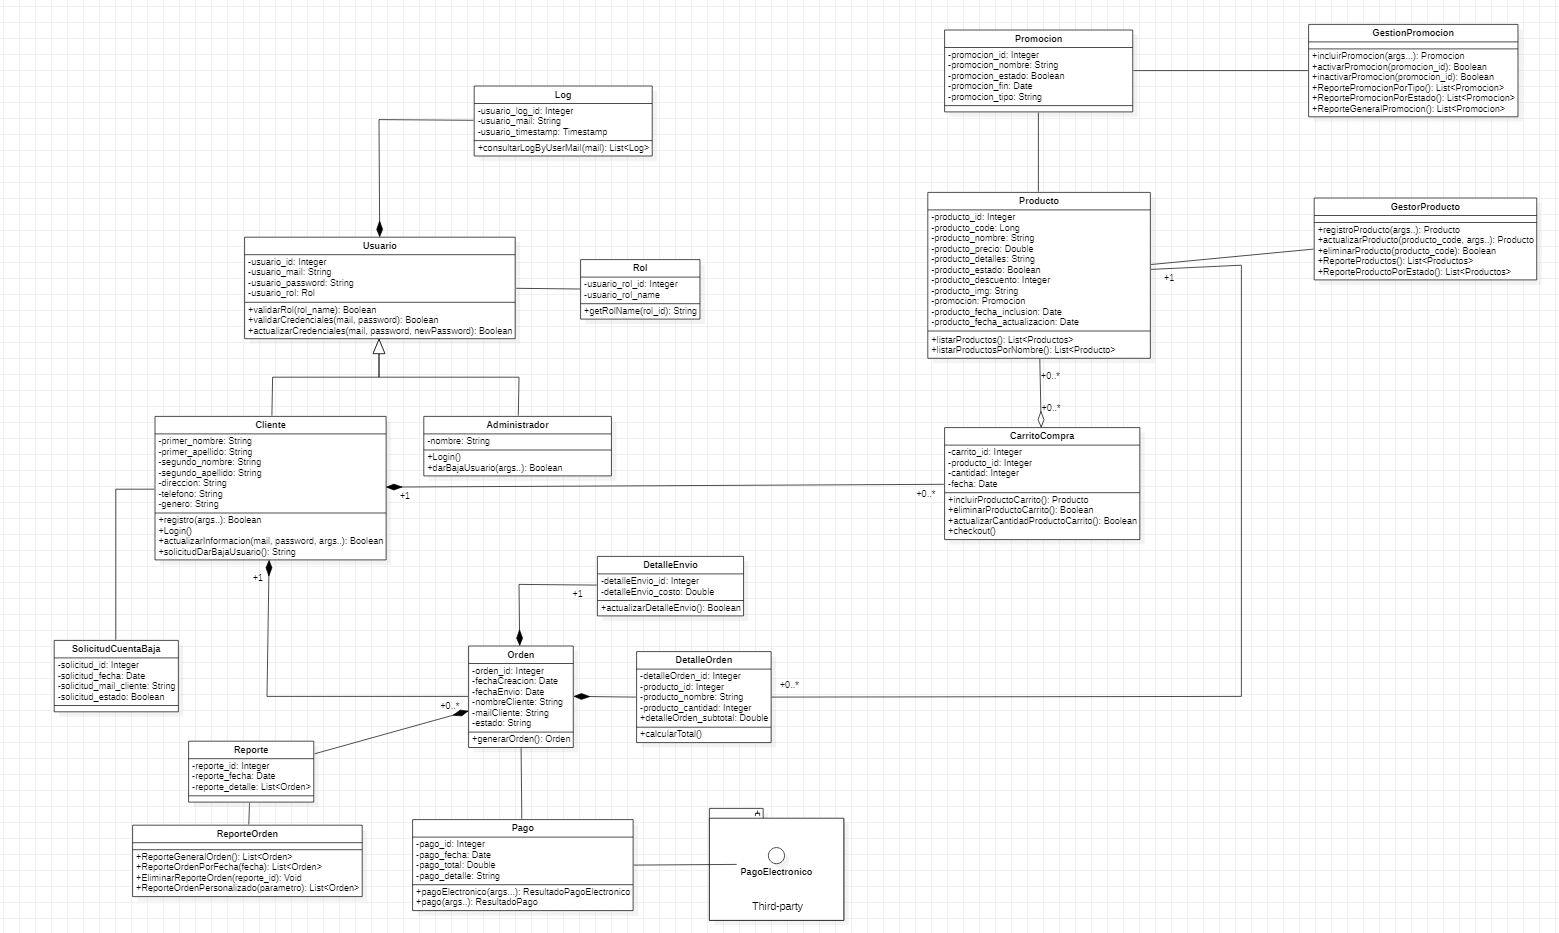 Promocion
-promocion_id: Integer
-promocion_nombre: String
-promocion_estado: Boolean
-promocion_fin: Date
-promocion_tipo: String
GestionPromocion
+incluirPromocion(args...): Promocion
+activarPromocion(promocion_id): Boolean
+inactivarPromocion(promocion_id): Boolean
+ReportePromocionPorTipo(): List<Promocion>
+ReportePromocionPorEstado(): List<Promocion>
+ReporteGeneralPromocion(): List<Promocion>
Log
-usuario_log_id: Integer
-usuario_mail: String
-usuario_timestamp: Timestamp
+consultarLogByUserMail(mail): List<Log>
Producto
-producto_id: Integer
-producto_code: Long
-producto_nombre: String
-producto_precio: Double
-producto_detalles: String
-producto_estado: Boolean
-producto_descuento: Integer
-producto_img: String
-promocion: Promocion
-producto_fecha_inclusion: Date
-producto_fecha_actualizacion: Date
+listarProductos(): List<Productos>
+listarProductosPorNombre(): List<Producto>
GestorProducto
+registroProducto(args..): Producto
+actualizarProducto(producto_code, args..): Producto
+eliminarProducto(producto_code): Boolean
+ReporteProductos(): List<Productos>
+ReporteProductoPorEstado(): List<Productos>
+1
Usuario
-usuario_id: Integer
-usuario_mail: String
-usuario_password: String
-usuario_rol: Rol
+validarRol(rol_name): Boolean
+validarCredenciales(mail, password): Boolean
+actualizarCredenciales(mail, password, newPassword): Boolean
Rol
-usuario_rol_id: Integer
-usuario_rol_name
+getRolName(rol_id): String
+0..*
+0..*
Cliente
-primer_nombre: String
-primer_apellido: String
-segundo_nombre: String
-segundo_apellido: String
-direccion: String
-telefono: String
-genero: String
+registro(args..): Boolean
+Login()
+actualizarInformacion(mail, password, args..): Boolean
+solicitudDarBajaUsuario(): String
Administrador
-nombre: String
+Login()
+darBajaUsuario(args..): Boolean
CarritoCompra
-carrito_id: Integer
-producto_id: Integer
-cantidad: Integer
-fecha: Date
+incluirProductoCarrito(): Producto
+eliminarProductoCarrito(): Boolean
+actualizarCantidadProductoCarrito(): Boolean
+checkout()
+1
+0..*
+1
DetalleEnvio
-detalleEnvio_id: Integer
-detalleEnvio_costo: Double
+actualizarDetalleEnvio(): Boolean
+1
SolicitudCuentaBaja
-solicitud_id: Integer
-solicitud_fecha: Date
-solicitud_mail_cliente: String
-solicitud_estado: Boolean
Orden
-orden_id: Integer
-fechaCreacion: Date
-fechaEnvio: Date
-nombreCliente: String
-mailCliente: String
-estado: String
+generarOrden(): Orden
+0..*
DetalleOrden
-detalleOrden_id: Integer
-producto_id: Integer
-producto_nombre: String
-producto_cantidad: Integer
+detalleOrden_subtotal: Double
+calcularTotal()
+0..*
Reporte
-reporte_id: Integer
-reporte_fecha: Date
-reporte_detalle: List<Orden>
ReporteOrden
+ReporteGeneralOrden(): List<Orden>
+ReporteOrdenPorFecha(fecha): List<Orden>
+EliminarReporteOrden(reporte_id): Void
+ReporteOrdenPersonalizado(parametro): List<Orden>
Pago
-pago_id: Integer
-pago_fecha: Date
-pago_total: Double
-pago_detalle: String
+pagoElectronico(args...): ResultadoPagoElectronico
+pago(args..): ResultadoPago
PagoElectronico
Third-party